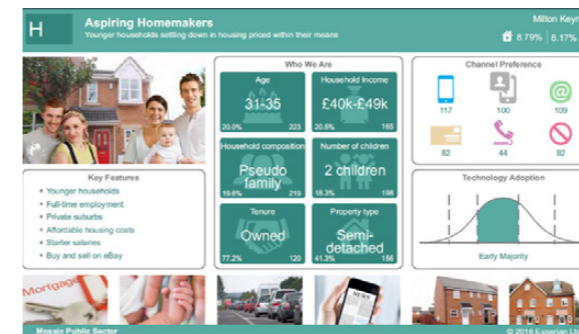 H
Aspiring Homemakers
Younger households settling down in housing priced within their means
Milton Keyn
8.79% | 8.17%
Key Features
Younger households
Full-time employment
Private suburbs
Affordable housing costs
Starter salaries
Buy and sell on eBay
Who We Are
Age
31-35
20.0% 223
Household Income
£40k-£49k
20.5% 165
Household composition
Pseudo
family
19.6% 219
Number of children
2 children
18.3% 198
Tenure
Owned
77.2% 120
Property type
Semi-
detached
41.3% 156
Channel Preference
117
100
109
82
44
92
Technology Adoption
Early Majority
Mortgage
NEWS
Mosaic Public Sector
© 2016 Experian Ltd